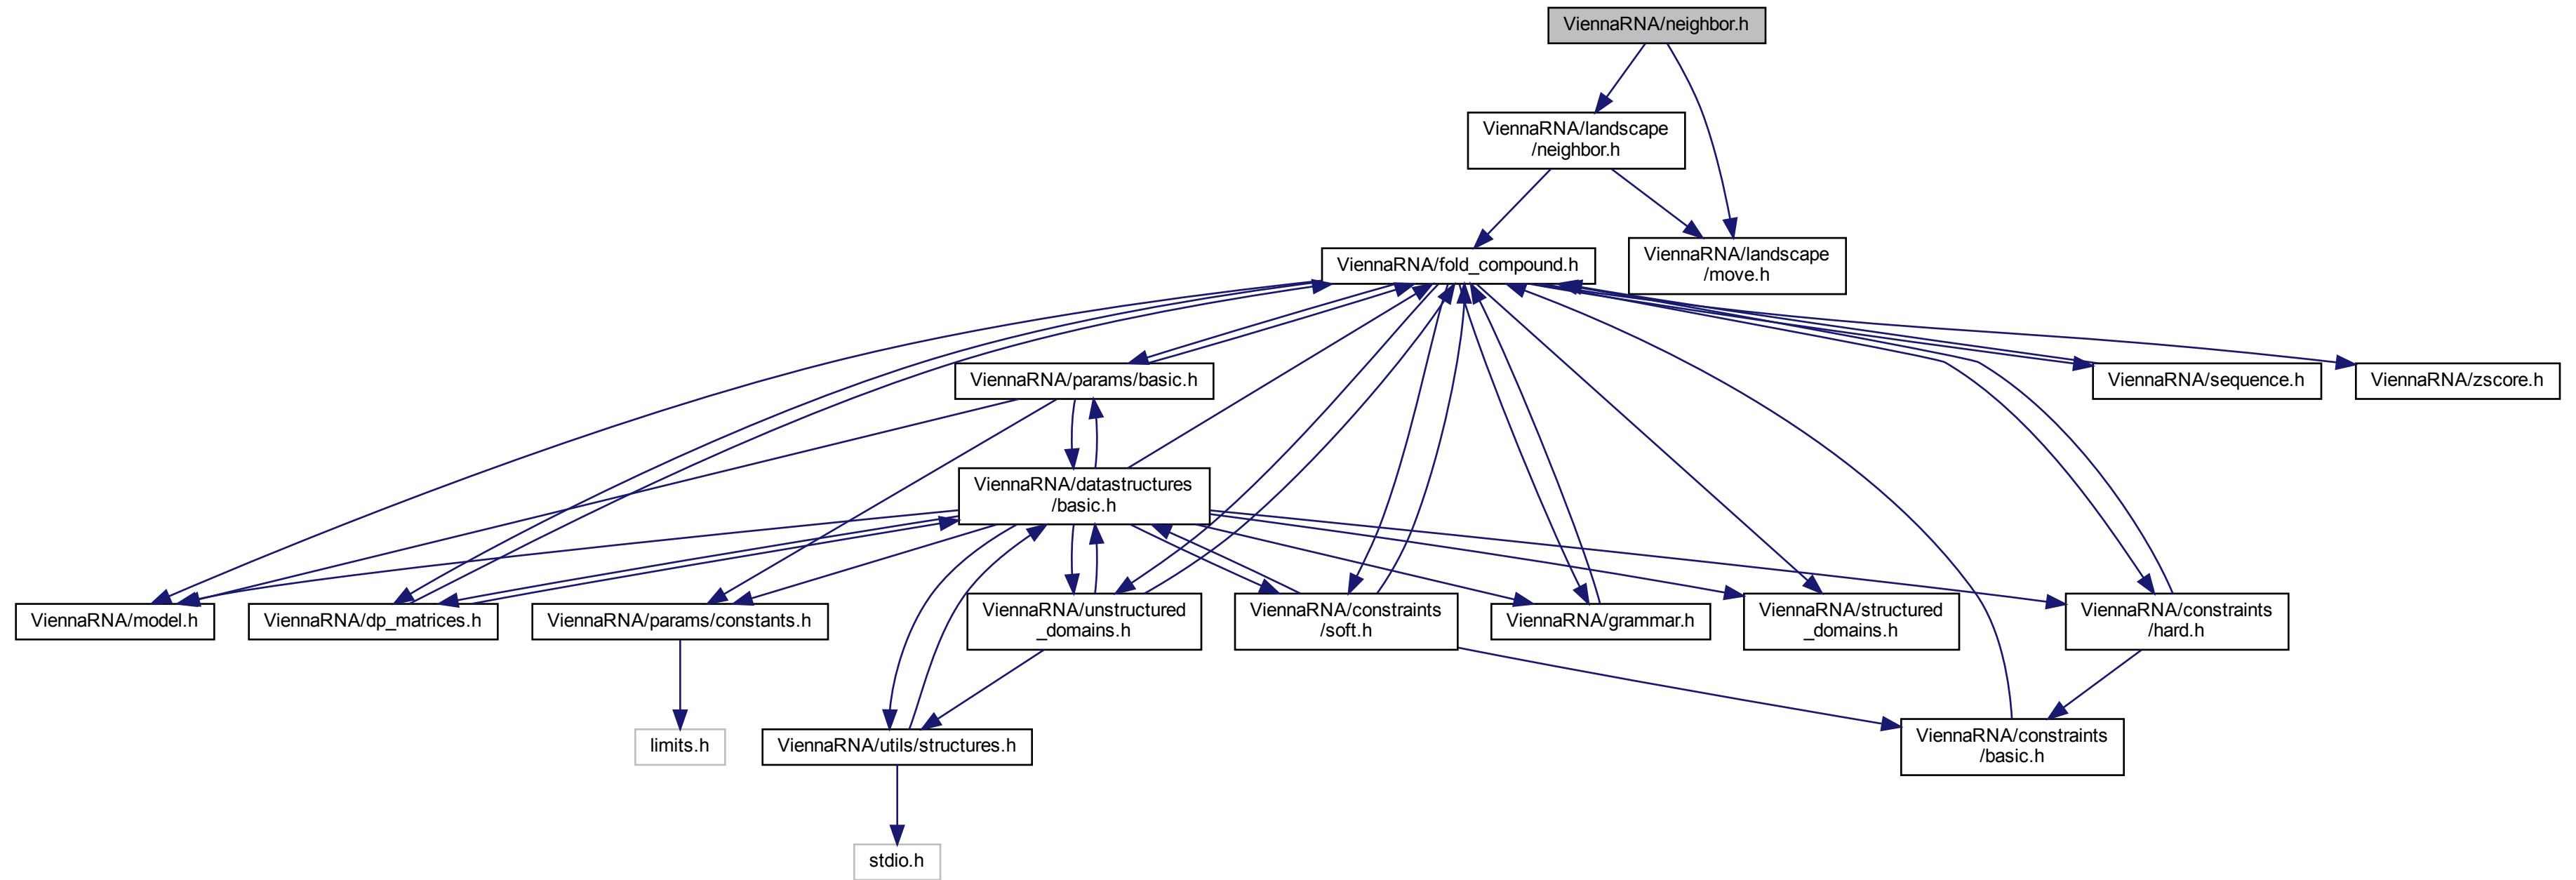 ViennaRNA/neighbor.h
ViennaRNA/landscape
/neighbor.h
ViennaRNA/fold_compound.h
ViennaRNA/landscape
/move.h
ViennaRNA/params/basic.h
ViennaRNA/sequence.h
ViennaRNA/zscore.h
ViennaRNA/datastructures
/basic.h
ViennaRNA/model.h
ViennaRNA/dp_matrices.h
ViennaRNA/params/constants.h
ViennaRNA/unstructured
_domains.h
ViennaRNA/constraints
/soft.h
ViennaRNA/grammar.h
ViennaRNA/structured
_domains.h
ViennaRNA/constraints
/hard.h
limits.h
ViennaRNA/utils/structures.h
ViennaRNA/constraints
/basic.h
stdio.h